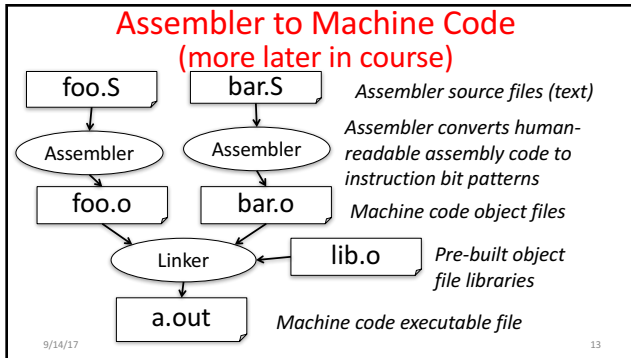 Assembler to Machine Code
(more later in course)
foo.S
bar.S
Assembler source files (text)
Assembler
Assembler
Assembler converts human-
readable assembly code to
instruction bit patterns
foo.o
bar.o
Machine code object files
Linker
lib.o
Pre-built object
file libraries
a.out
Machine code executable file
9/14/17
13